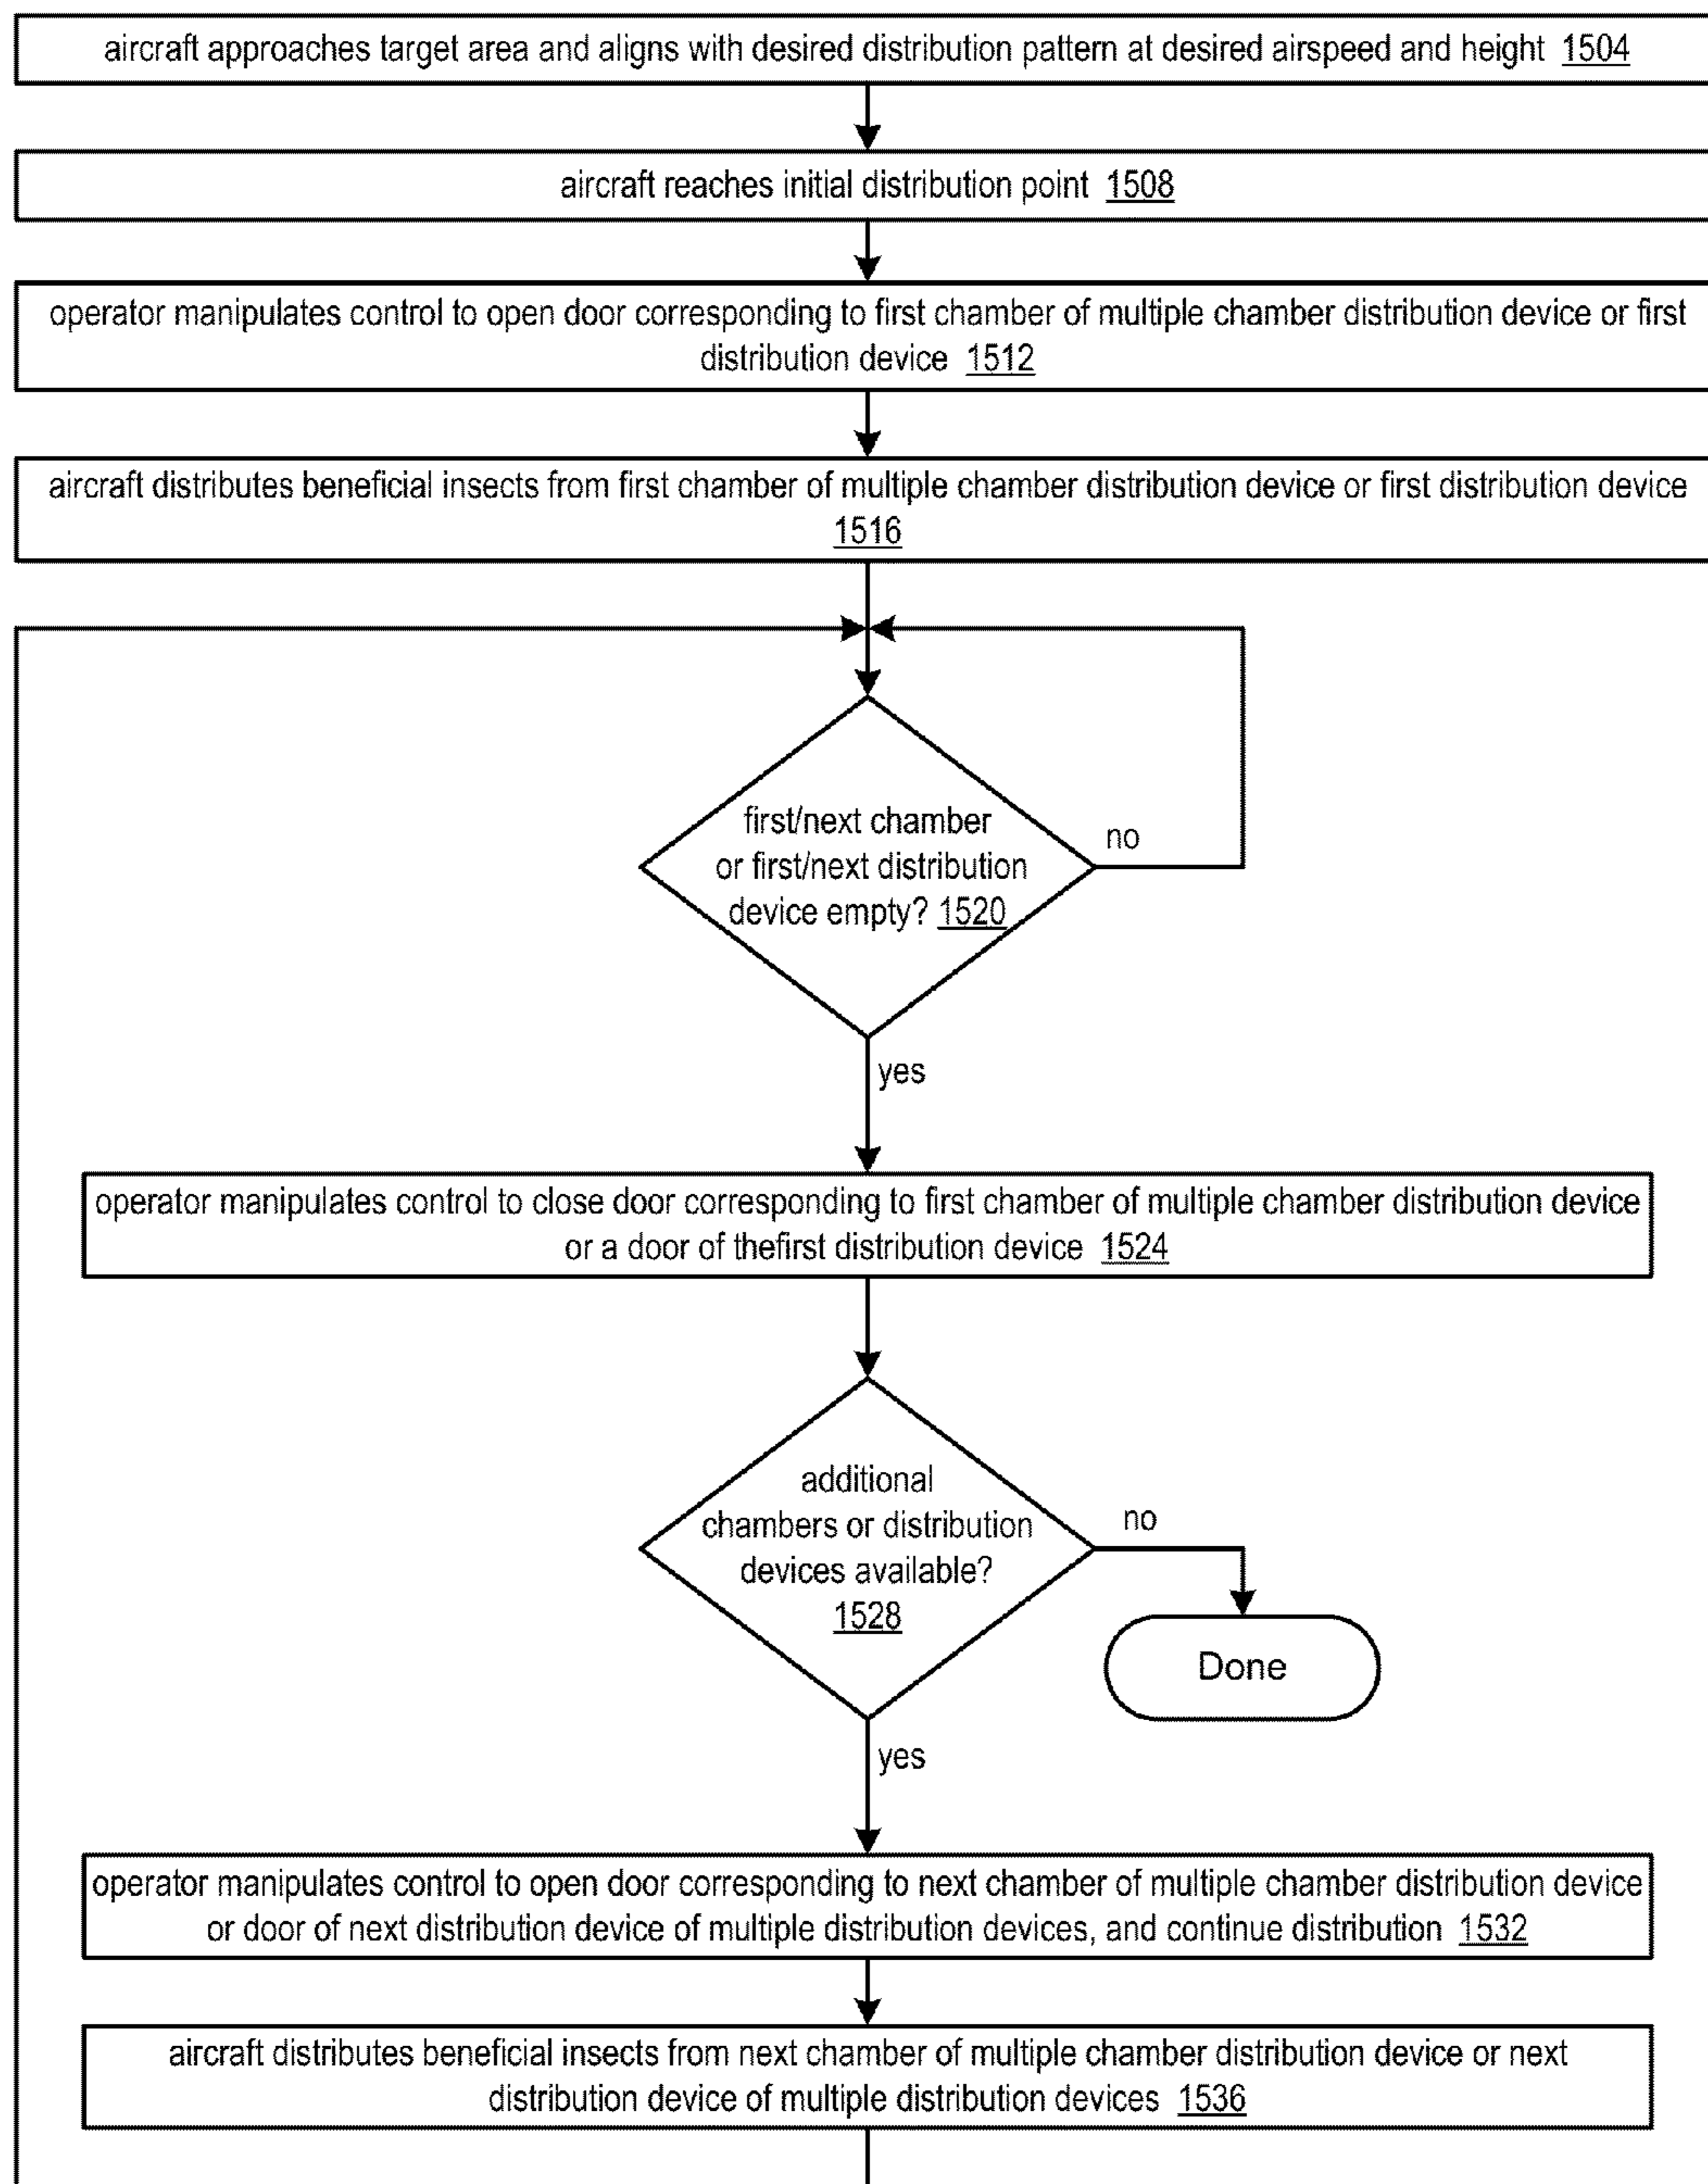 aircraft approaches target area and aligns with desired distribution pattern at desired airspeed and height 1504
aircraft reaches initial distribution point 1508
operator manipulates control to open door corresponding to first chamber of multiple chamber distribution device or first
distribution device 1512
aircraft distributes beneficial insects from first chamber of multiple chamber distribution device or first distribution device
1516
first/next chamber
or first/next distribution
device empty? 1520
no
yes
operator manipulates control to close door corresponding to first chamber of multiple chamber distribution device
or a door of thefirst distribution device 1524
additional
chambers or distribution
devices available?
1528
no
Done
yes
operator manipulates control to open door corresponding to next chamber of multiple chamber distribution device
or door of next distribution device of multiple distribution devices, and continue distribution 1532
aircraft distributes beneficial insects from next chamber of multiple chamber distribution device or next
distribution device of multiple distribution devices 1536